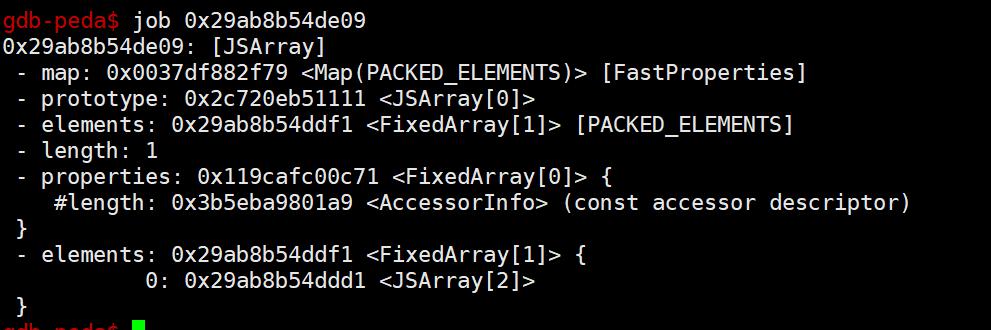 gdb-peda$ job 0x29ab8b54de09
0x29ab8b54de09: [JSArray]
 - map: 0x0037df882f79 <Map(PACKED_ELEMENTS)> [FastProperties]
 - prototype: 0x2c720eb51111 <JSArray[0]>
 - elements: 0x29ab8b54ddf1 <FixedArray[1]> [PACKED_ELEMENTS]
 - length: 1
 - properties: 0x119cafc00c71 <FixedArray[0]> {
    #length: 0x3b5eba9801a9 <AccessorInfo> (const accessor descriptor)
 }
 - elements: 0x29ab8b54ddf1 <FixedArray[1]> {
           0: 0x29ab8b54ddd1 <JSArray[2]>
 }
gdb-peda$